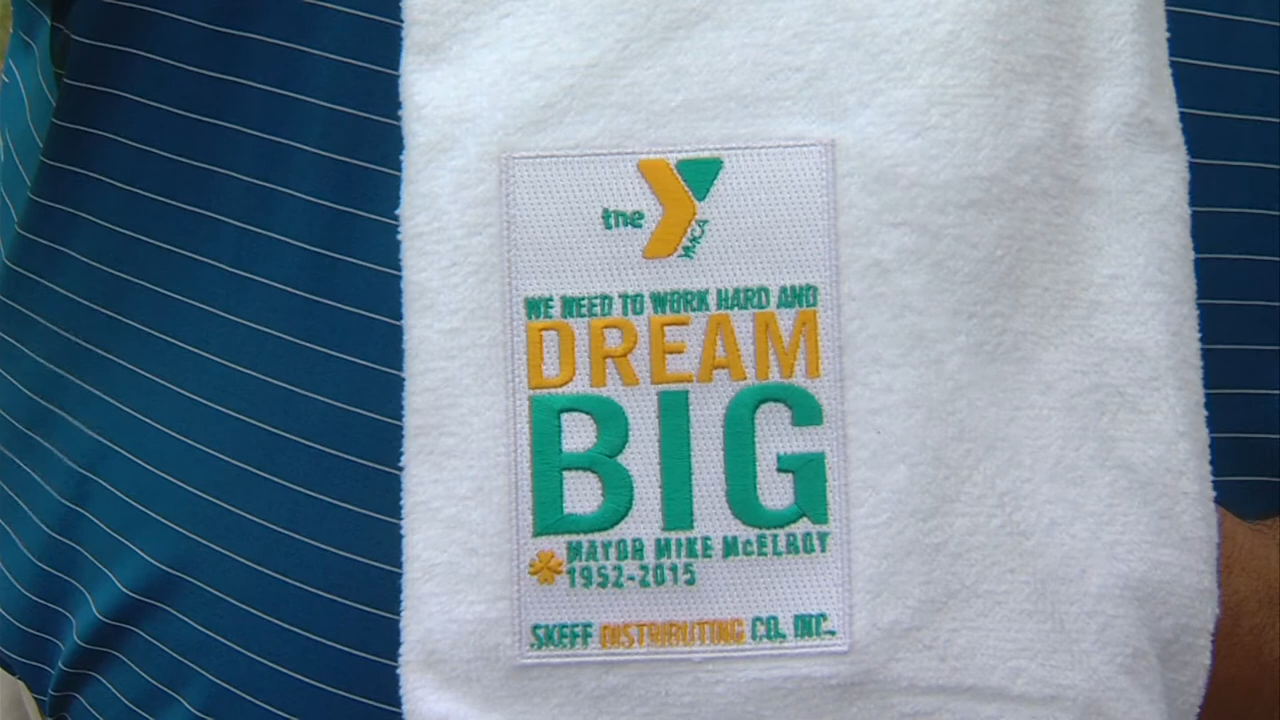 the
YMCA
WE NEED TO WORK HARD AND
DREAM
BIG
MAYOR MIKE McELROY
1952-2015
SKEFF DISTRIBUTING CO. INC.